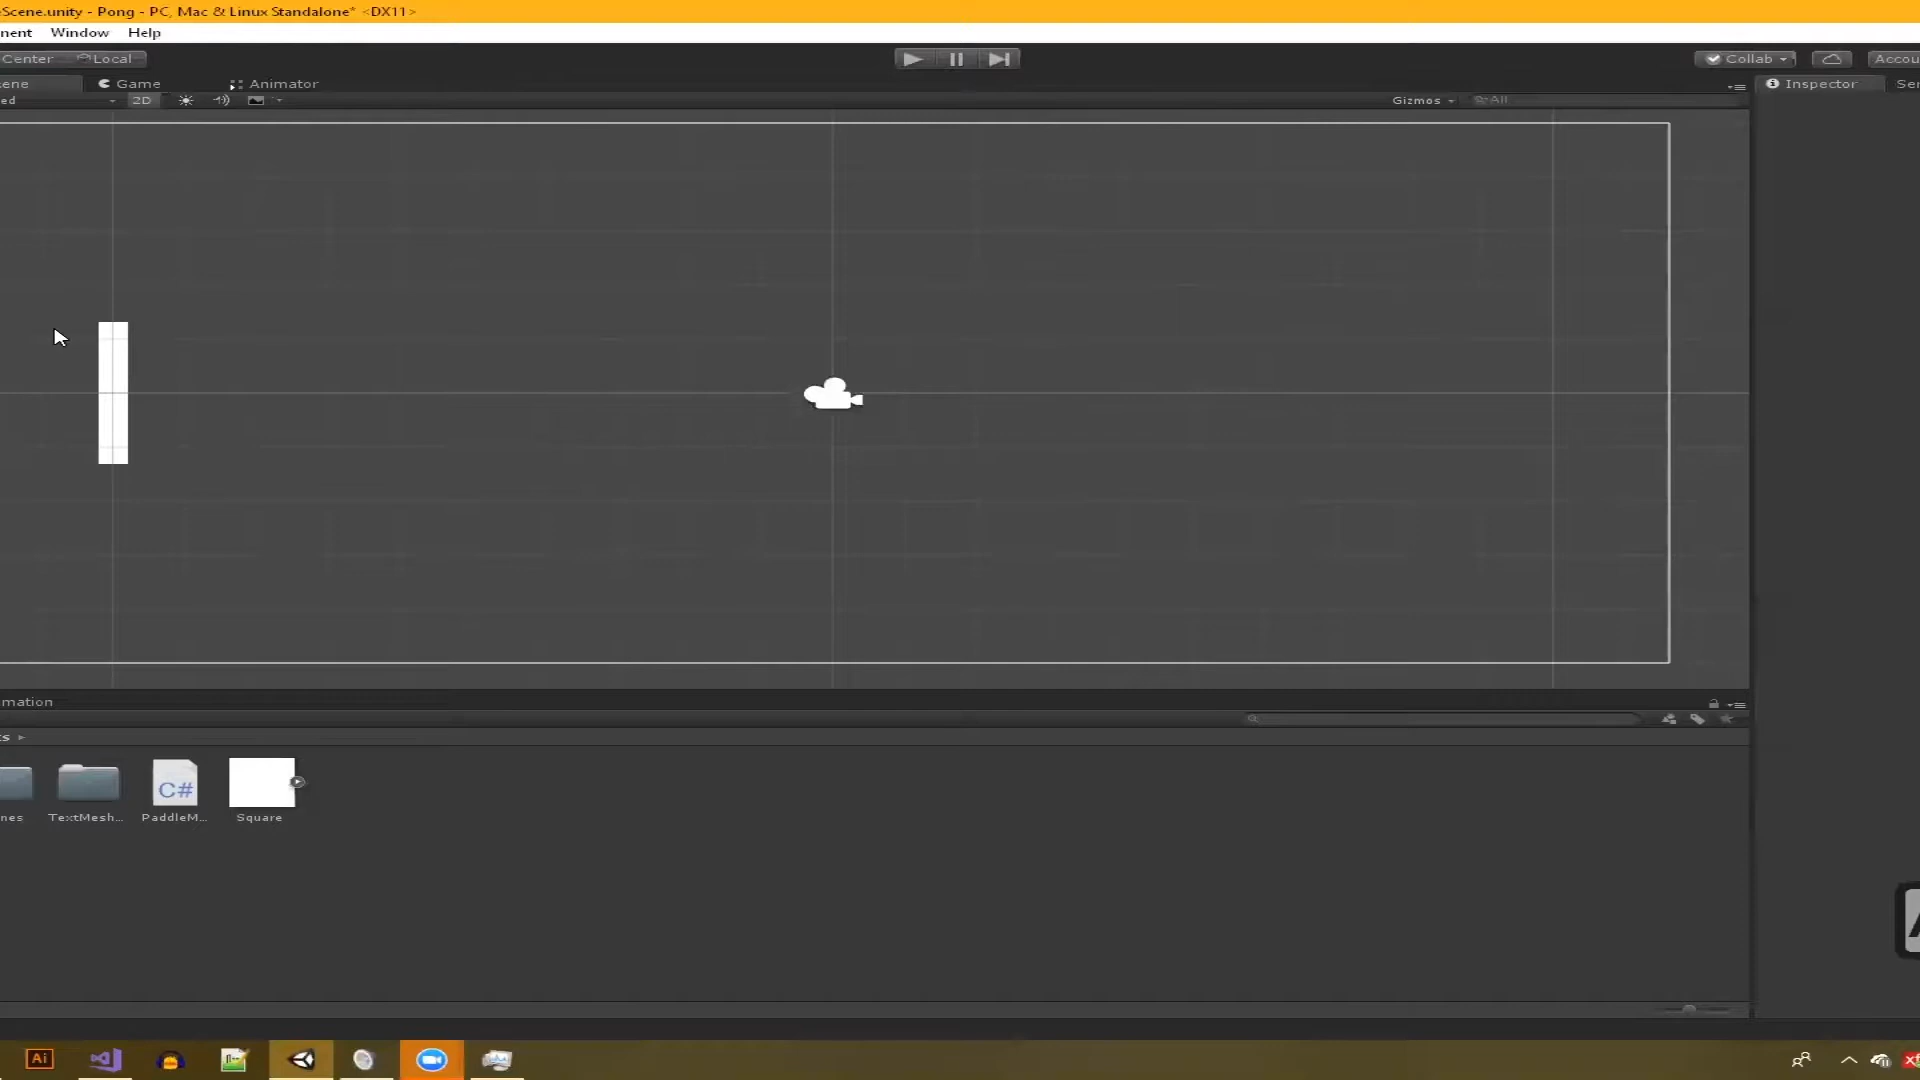 Scene.unity - Pong - PC, Mac & Linux Standalone* <DX11>
nent Window Help
Center Local Collab Accou
ene Game Animator Inspector Ser
ed 2D Gizmos All
mation
ts
C#
nes TextMesh... PaddleM... Square
Ai